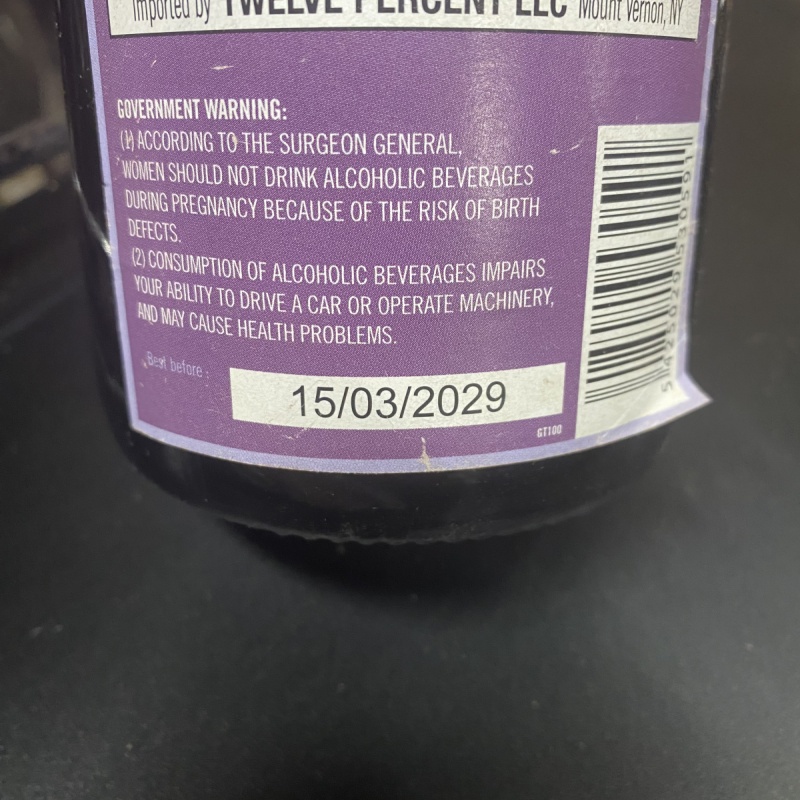 Imported by TWELVE PERCENT LLC Mount Vernon, NY
GOVERNMENT WARNING:
(1) ACCORDING TO THE SURGEON GENERAL,
WOMEN SHOULD NOT DRINK ALCOHOLIC BEVERAGES
DURING PREGNANCY BECAUSE OF THE RISK OF BIRTH
DEFECTS.
(2) CONSUMPTION OF ALCOHOLIC BEVERAGES IMPAIRS
YOUR ABILITY TO DRIVE A CAR OR OPERATE MACHINERY,
AND MAY CAUSE HEALTH PROBLEMS.
Best before :
15/03/2029
GT100